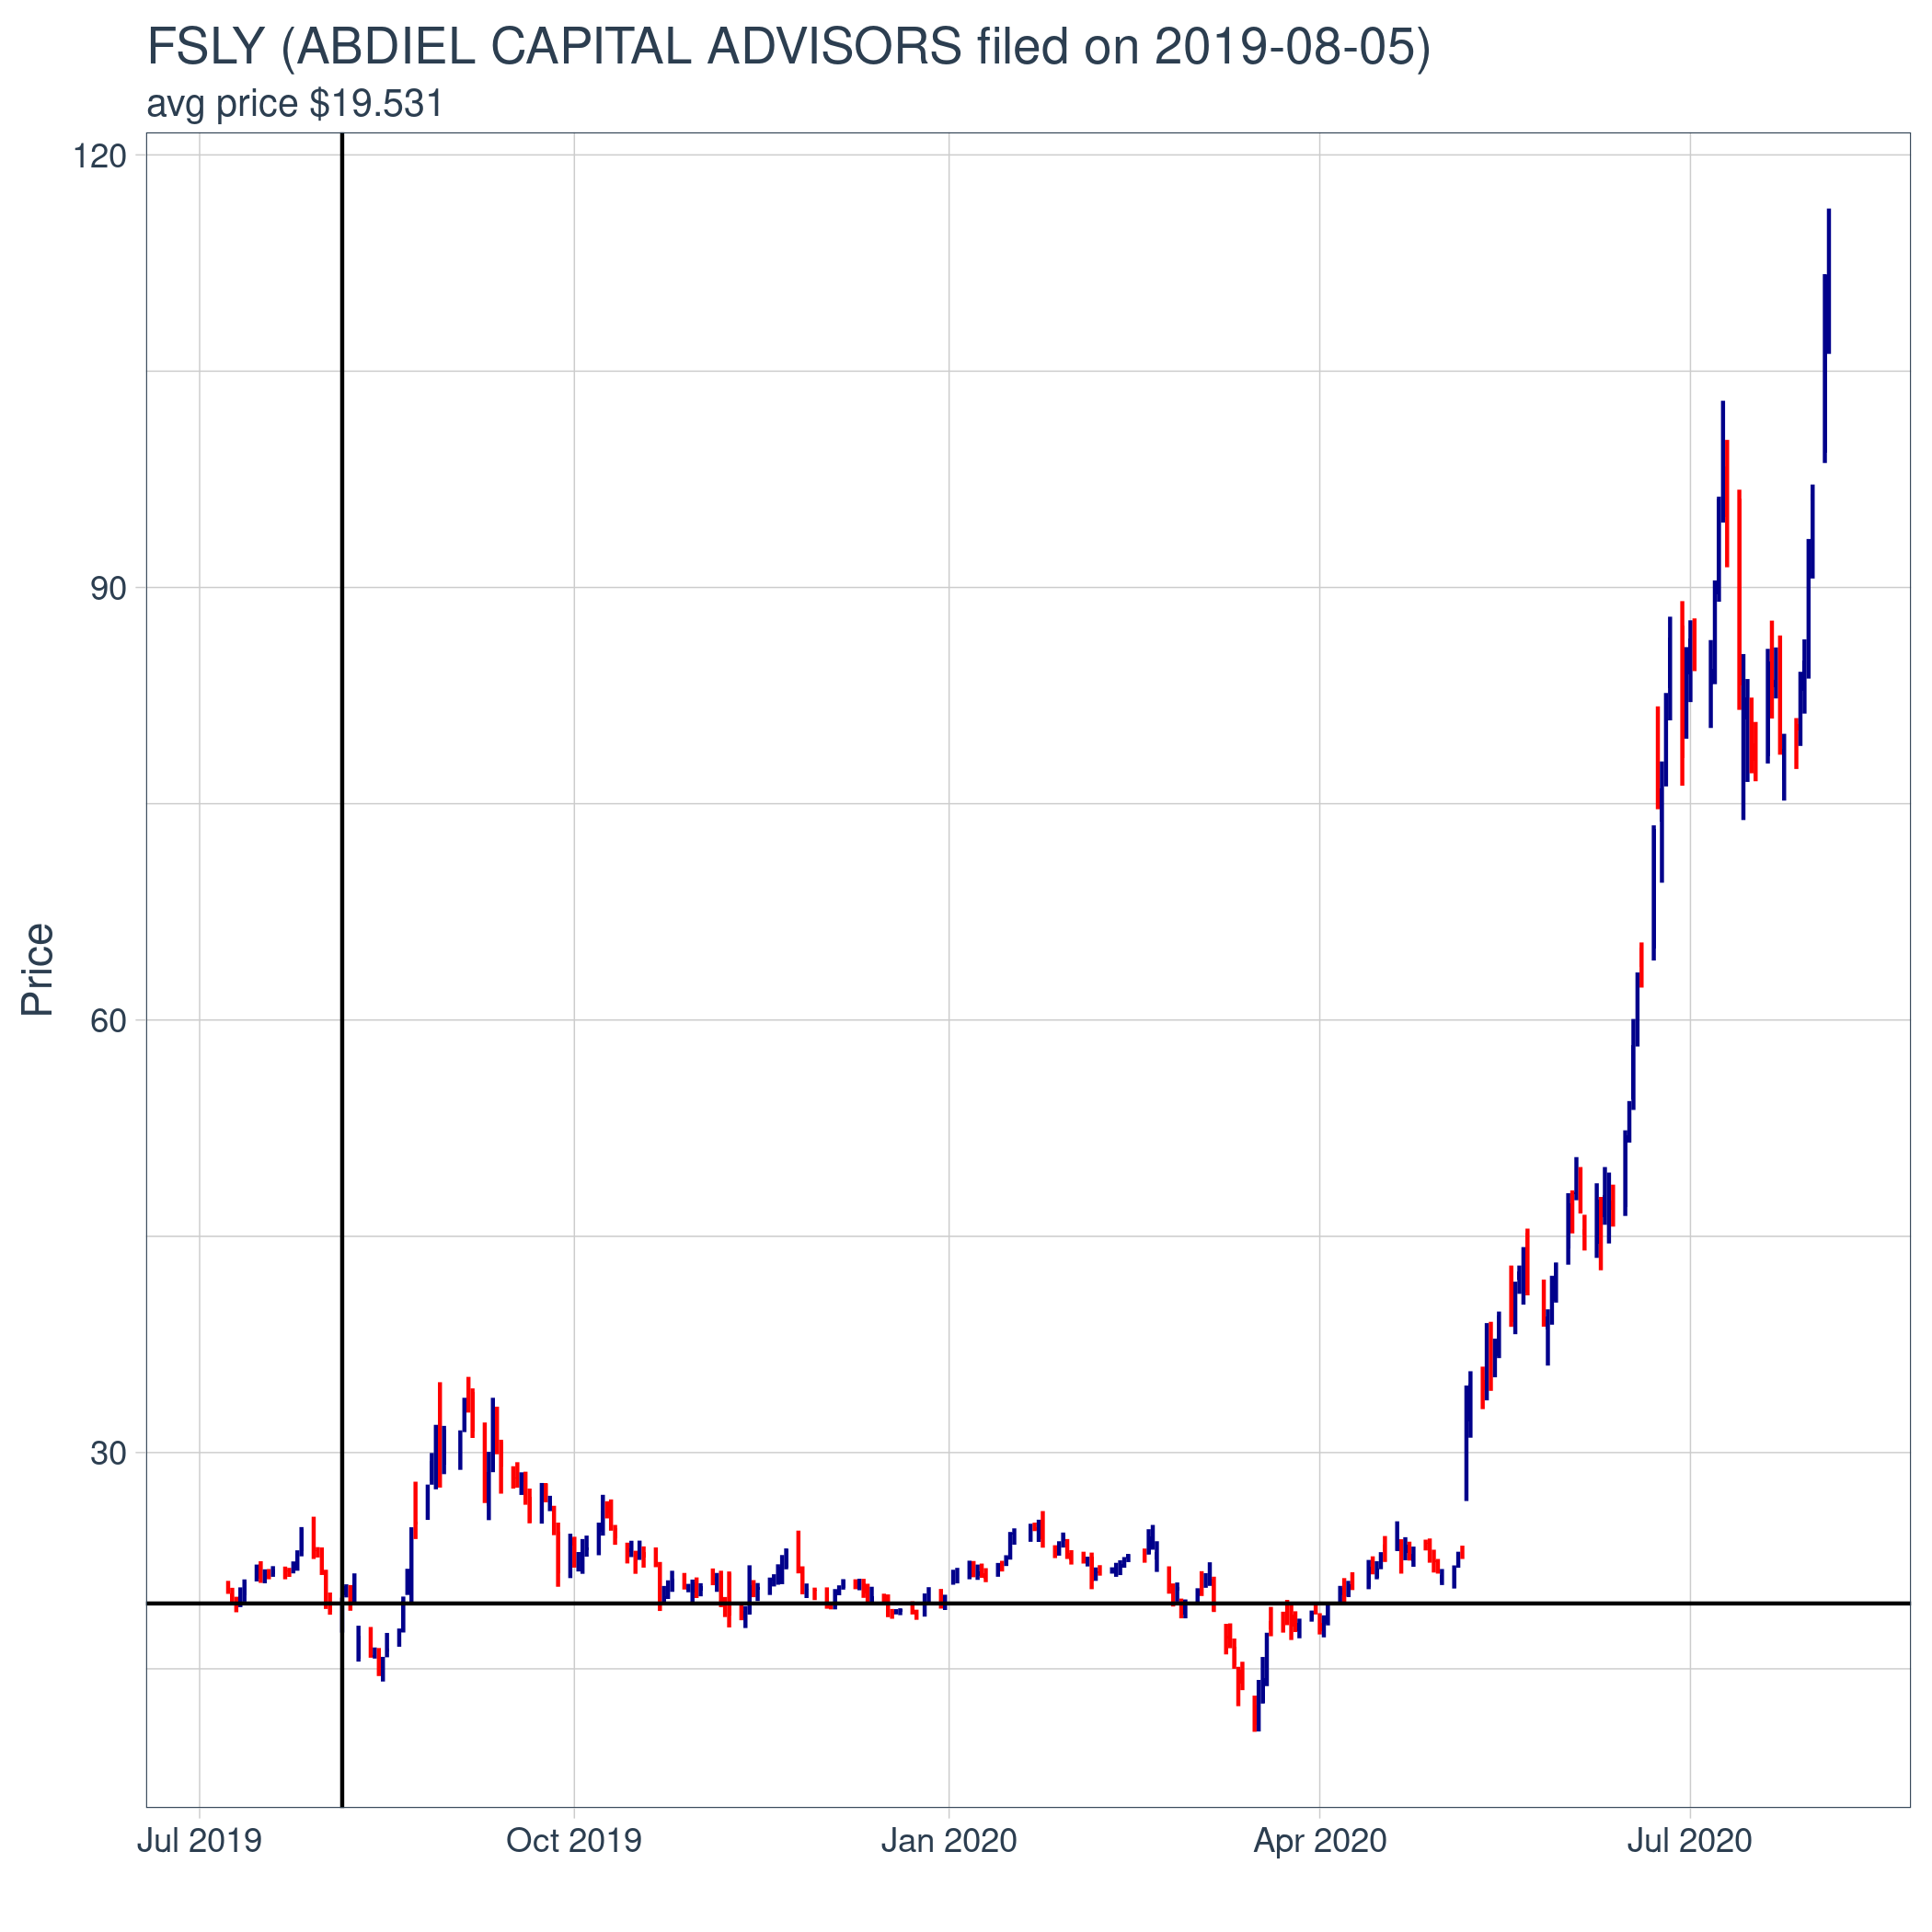 FSLY (ABDIEL CAPITAL ADVISORS filed on 2019-08-05)
avg price $19.531
120
90
60
30
Price
Jul 2019
Oct 2019
Jan 2020
Apr 2020
Jul 2020